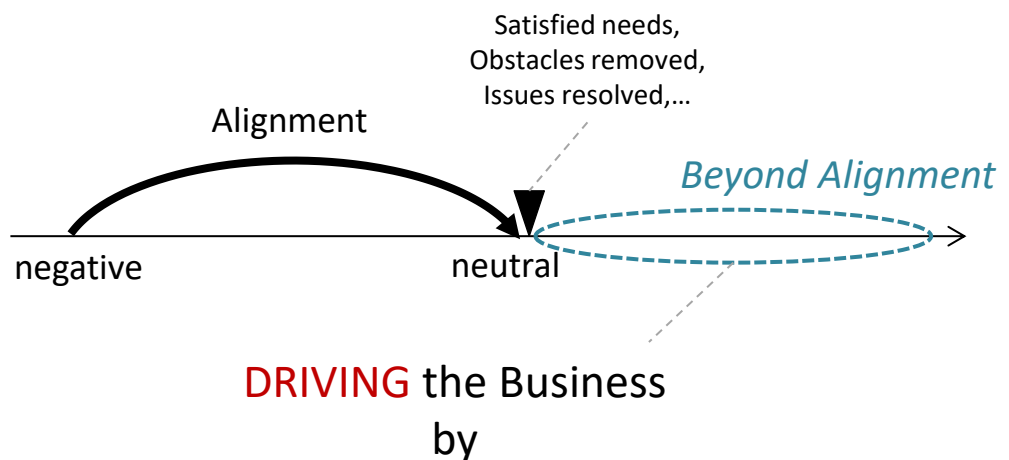 Satisfied needs,
Obstacles removed,
Issues resolved,...
Alignment
Beyond Alignment
negative
neutral
DRIVING the Business
by